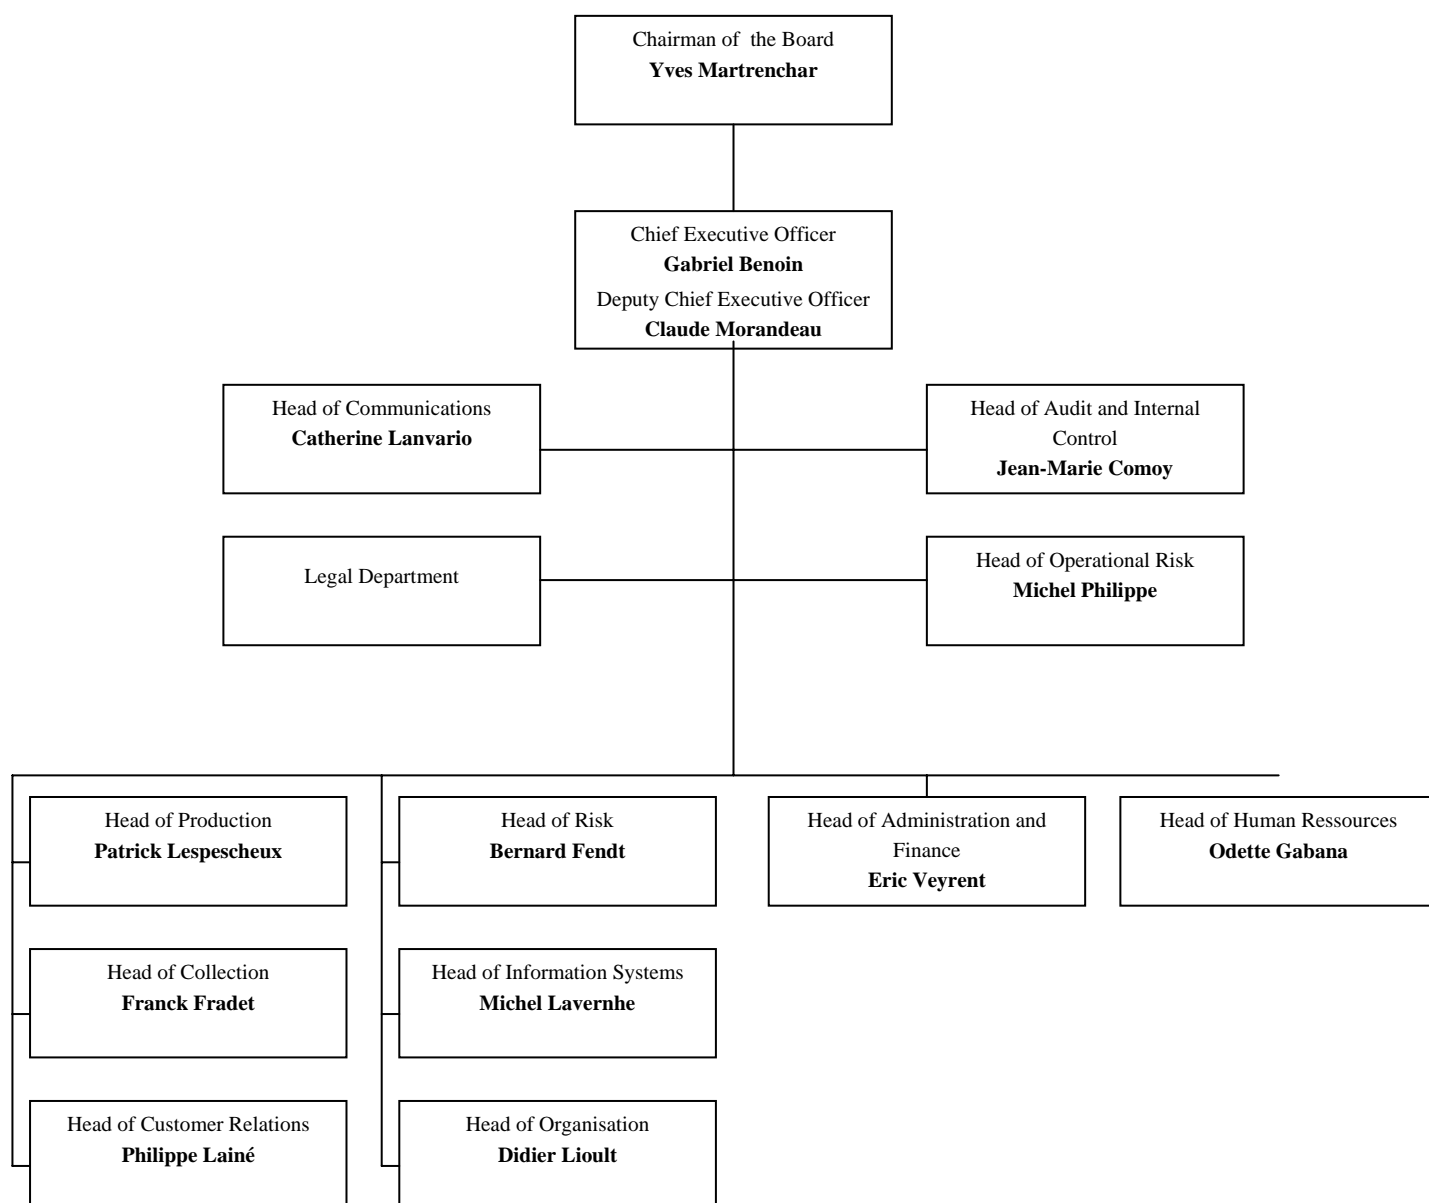 Chairman of the Board
Yves Martrenchar
Chief Executive Officer
Gabriel Benoin
Deputy Chief Executive Officer
Claude Morandeau
Head of Communications
Catherine Lanvario
Head of Audit and Internal
Control
Jean-Marie Comoy
Legal Department
Head of Operational Risk
Michel Philippe
Head of Production
Patrick Lespescheux
Head of Risk
Bernard Fendt
Head of Administration and
Finance
Eric Veyrent
Head of Human Ressources
Odette Gabana
Head of Collection
Franck Fradet
Head of Information Systems
Michel Lavernhe
Head of Customer Relations
Philippe Lainé
Head of Organisation
Didier Lioult